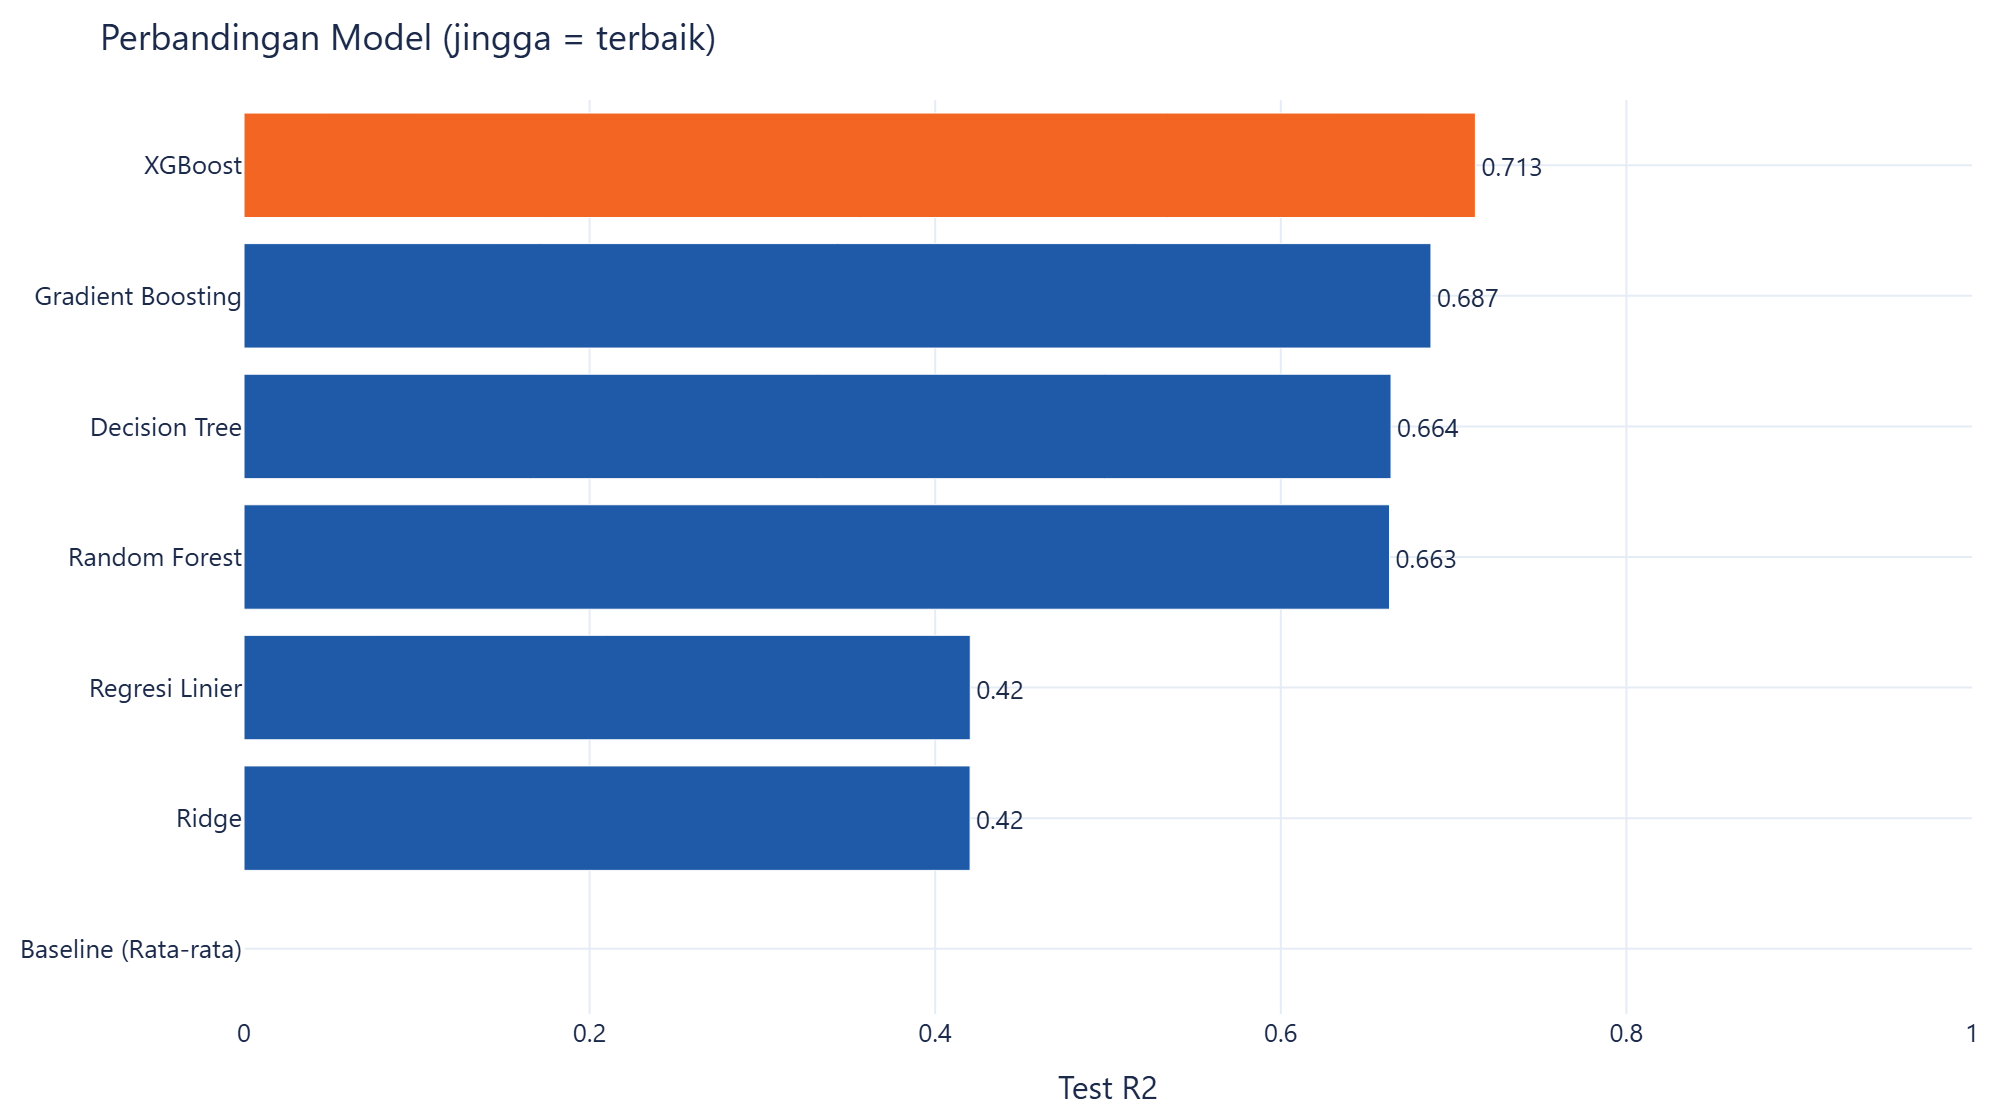 Perbandingan Model (jingga = terbaik)
XGBoost 0.713
Gradient Boosting 0.687
Decision Tree 0.664
Random Forest 0.663
Regresi Linier 0.42
Ridge 0.42
Baseline (Rata-rata)
0 0.2 0.4 0.6 0.8 1
Test R2